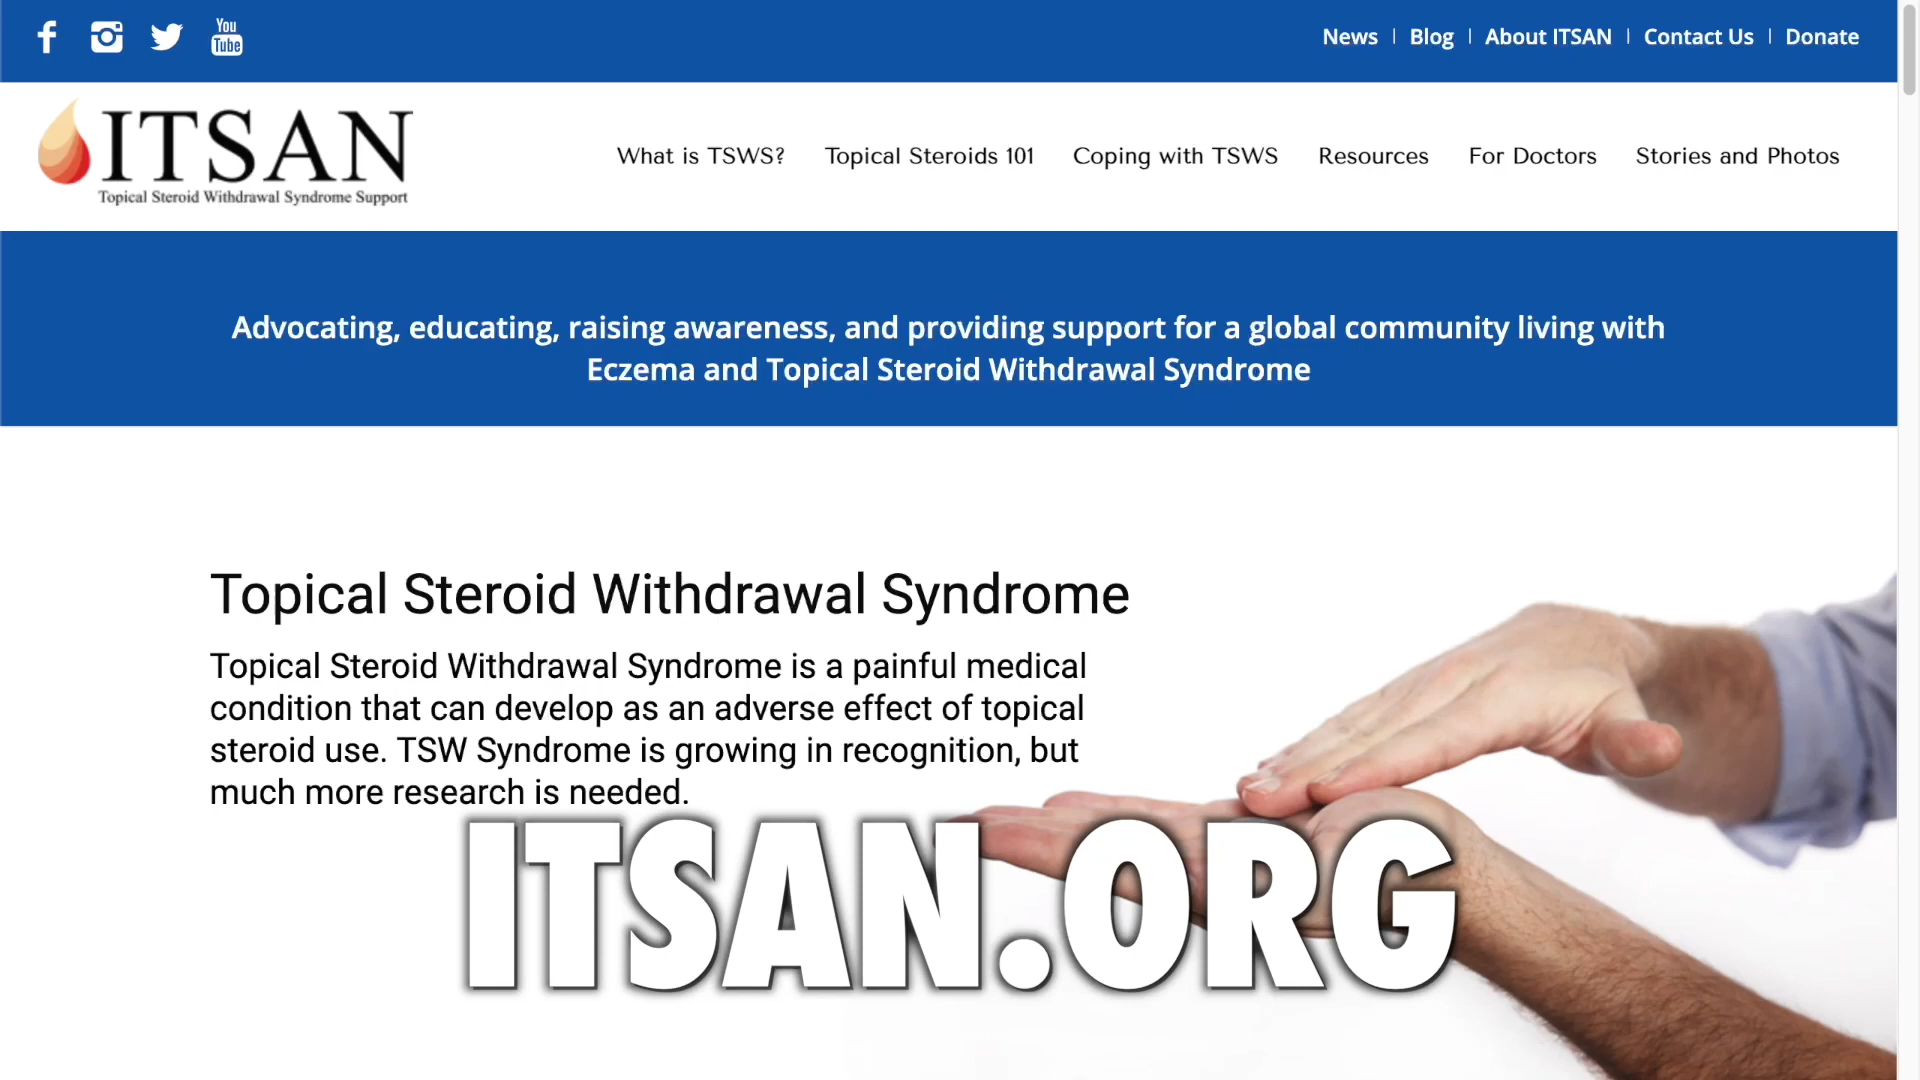 You
Tube
News | Blog | About ITSAN | Contact Us | Donate
ITSAN
Topical Steroid Withdrawal Syndrome Support
What is TSWS? Topical Steroids 101 Coping with TSWS Resources For Doctors Stories and Photos
Advocating, educating, raising awareness, and providing support for a global community living with
Eczema and Topical Steroid Withdrawal Syndrome
Topical Steroid Withdrawal Syndrome
Topical Steroid Withdrawal Syndrome is a painful medical
condition that can develop as an adverse effect of topical
steroid use. TSW Syndrome is growing in recognition, but
much more research is needed.
ITSAN.ORG